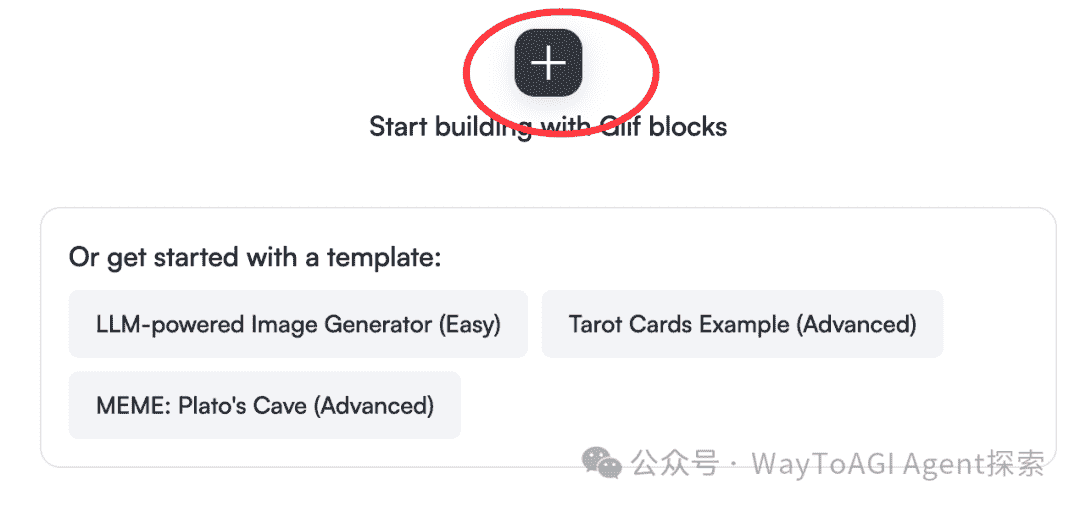 Start building with Glif blocks
Or get started with a template:
LLM-powered Image Generator (Easy)
Tarot Cards Example (Advanced)
MEME: Plato's Cave (Advanced)
公众号 · WayToAGI Agent探索